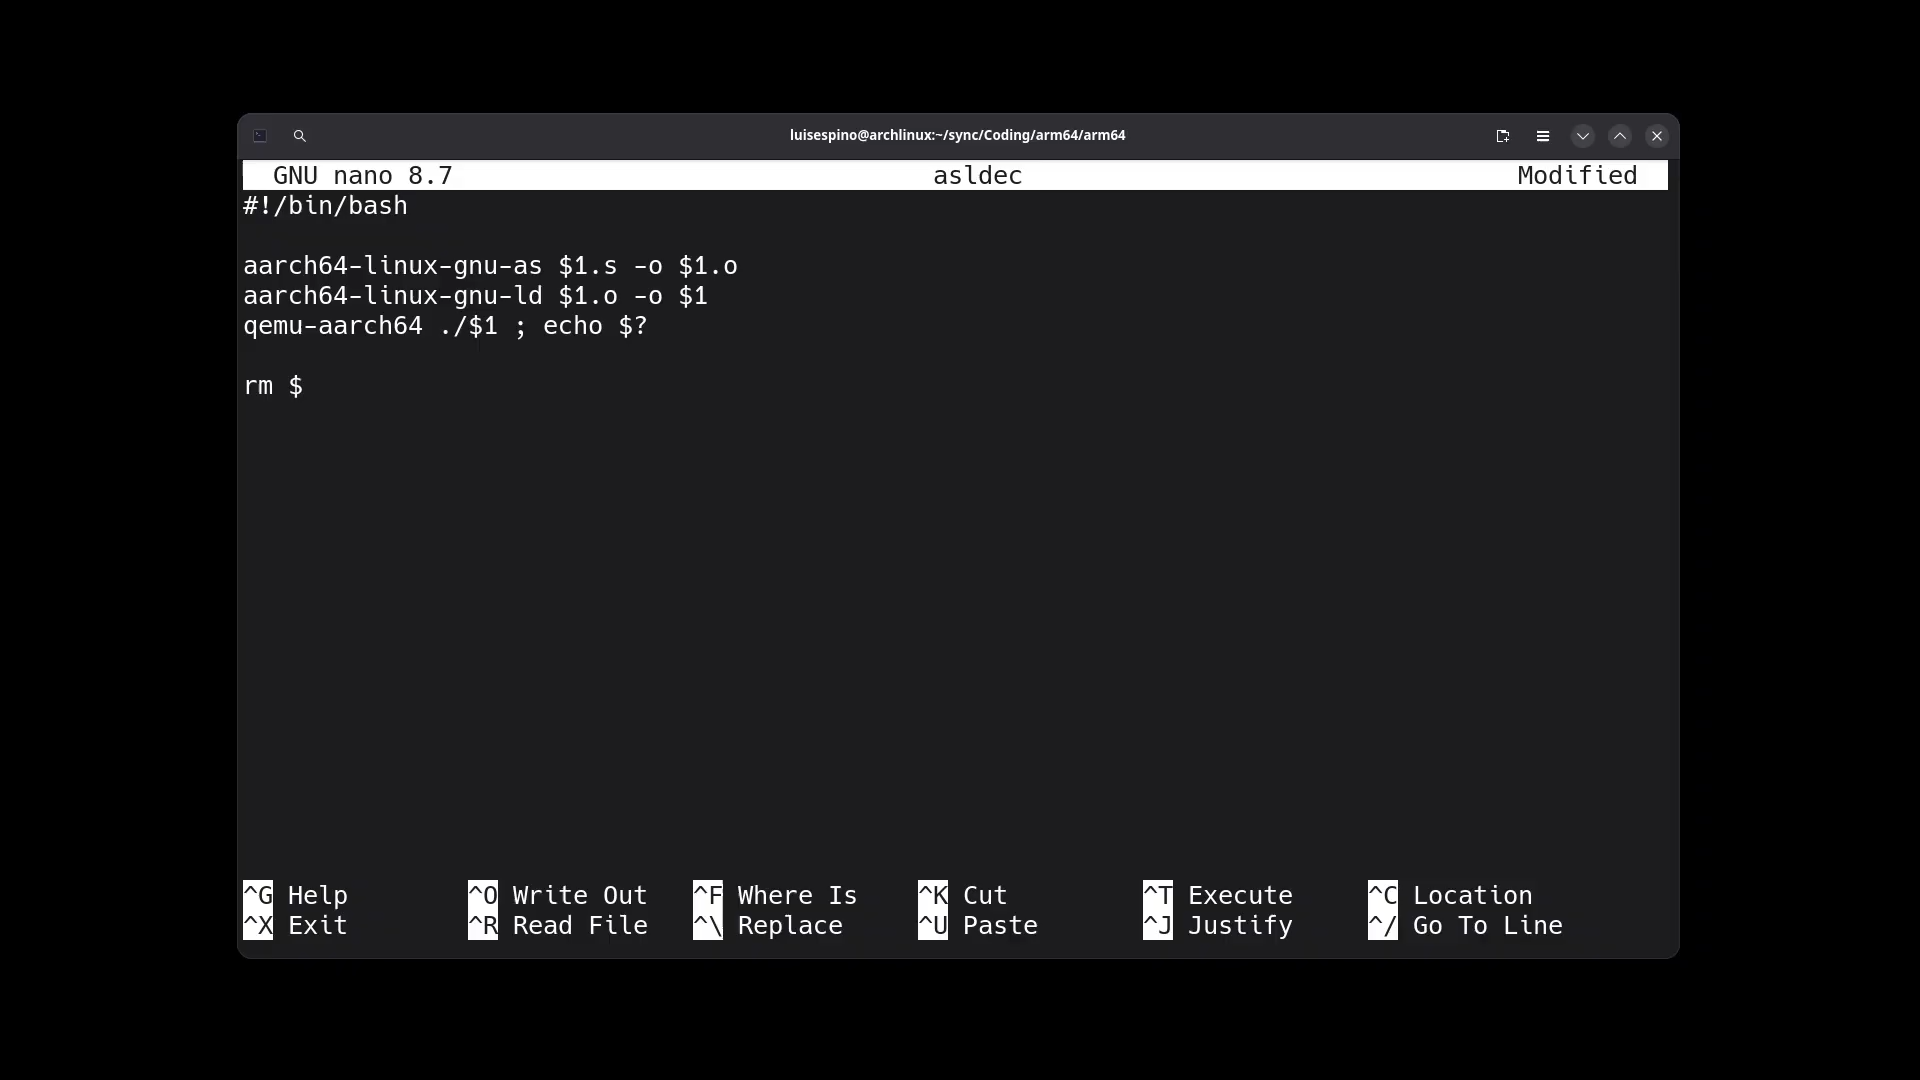 luisespino@archlinux:~/sync/Coding/arm64/arm64
GNU nano 8.7 asldec Modified
#!/bin/bash
aarch64-linux-gnu-as $1.s -o $1.o
aarch64-linux-gnu-ld $1.o -o $1
qemu-aarch64 ./$1 ; echo $?
rm $
^G Help ^O Write Out ^F Where Is ^K Cut ^T Execute ^C Location
^X Exit ^R Read File ^\ Replace ^U Paste ^J Justify ^/ Go To Line